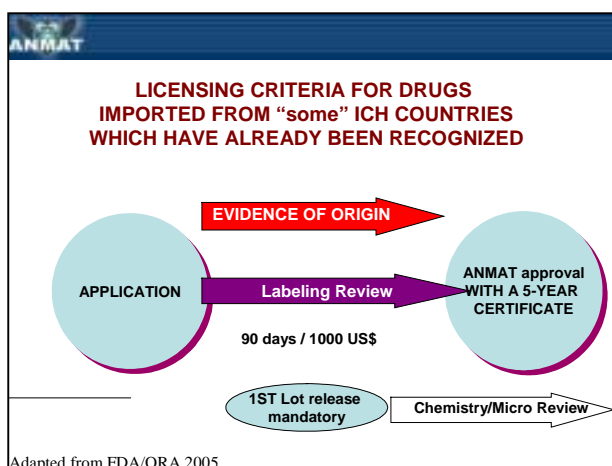 ANMAT
LICENSING CRITERIA FOR DRUGS
IMPORTED FROM “some” ICH COUNTRIES
WHICH HAVE ALREADY BEEN RECOGNIZED
EVIDENCE OF ORIGIN
APPLICATION
Labeling Review
ANMAT approval
WITH A 5-YEAR
CERTIFICATE
90 days / 1000 US$
1ST Lot release
mandatory
Chemistry/Micro Review
Adapted from FDA/ORA 2005